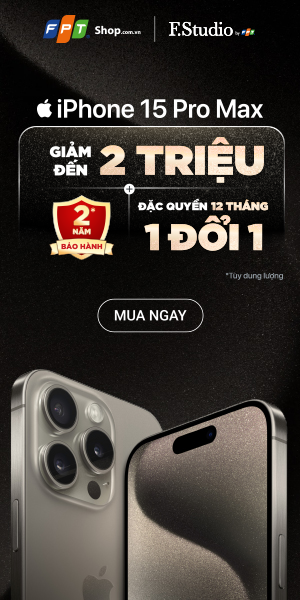 FPT Shop.com.vn F.Studio by FPT
iPhone 15 Pro Max
GIẢM ĐẾN 2 TRIỆU
+
2*
NĂM
BẢO HÀNH
ĐẶC QUYỀN 12 THÁNG
1 ĐỔI 1
*Tùy dung lượng
MUA NGAY